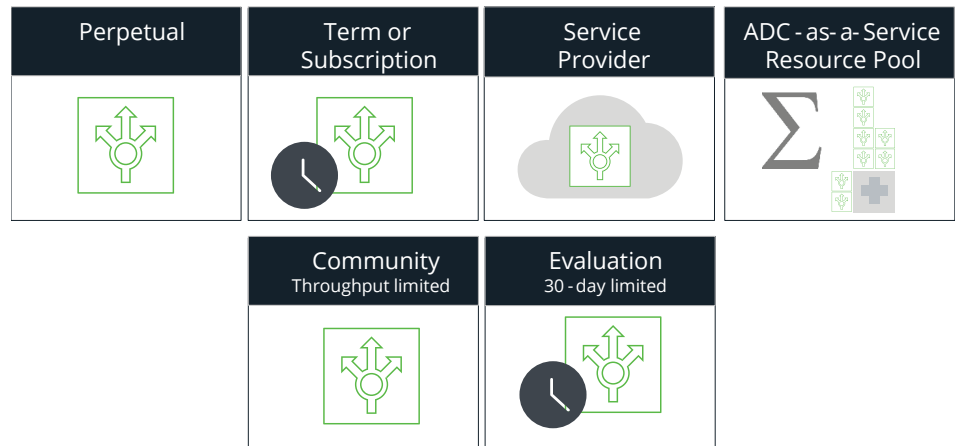 Perpetual
Term or
Subscription
Service
Provider
ADC - as- a- Service
Resource Pool
Σ
Community
Throughput limited
Evaluation
30 - day limited